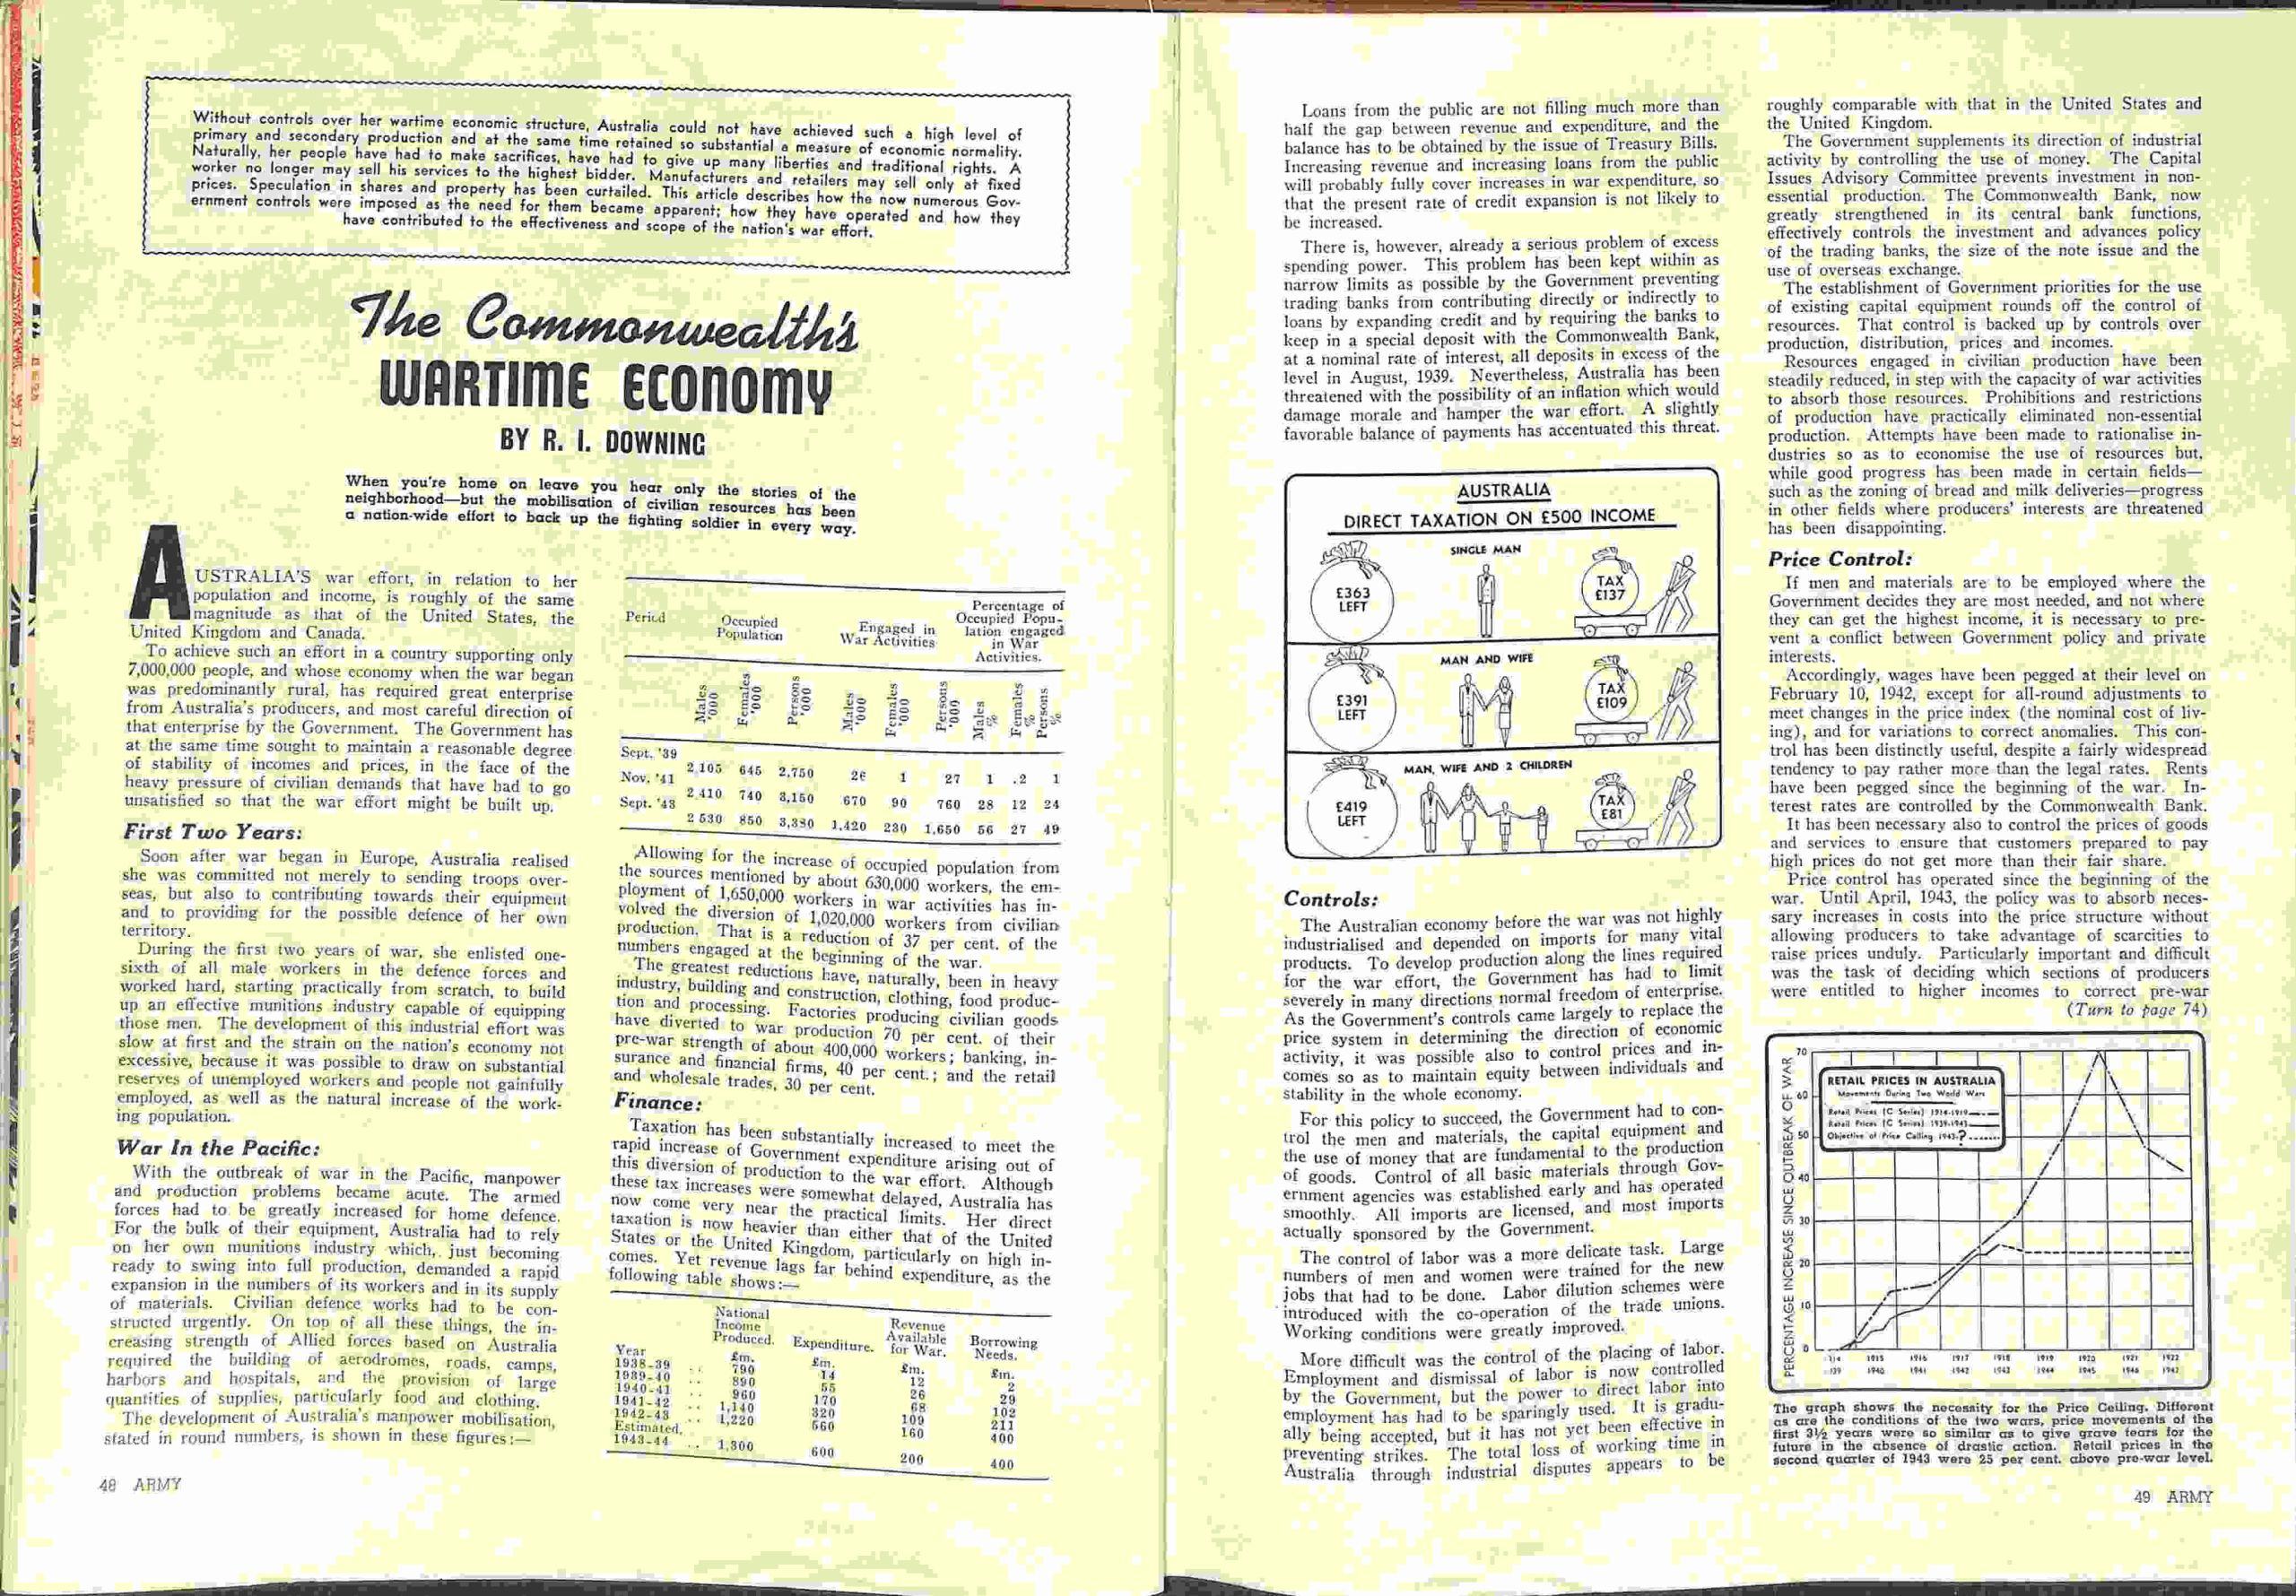 Without controls over her wartime economic structure, Australia could not have achieved such a high level of
primary and secondary production and at the same time retained so substantial a measure of economic normality.
Naturally, her people have had to make sacrifices, have had to give up many liberties and traditional rights. A
worker no longer may sell his services to the highest bidder. Manufacturers and retailers may sell only at fixed
prices. Speculation in shares and property has been curtailed. This article describes how the now numerous Gov-
ernment controls were imposed as the need for them became apparent; how they have operated and how they
have contributed to the effectiveness and scope of the nation's war effort.
The Commonwealth's
WARTIME ECONOMY
BY R. I. DOWNING
When you're home on leave you hear only the stories of the
neighborhood—but the mobilisation of civilian resources has been
a nation-wide effort to back up the fighting soldier in every way.
AUSTRALIA'S war effort, in relation to her
population and income, is roughly of the same
magnitude as that of the United States, the
United Kingdom and Canada.
To achieve such an effort in a country supporting only
7,000,000 people, and whose economy when the war began
was predominantly rural, has required great enterprise
from Australia's producers, and most careful direction of
that enterprise by the Government. The Government has
at the same time sought to maintain a reasonable degree
of stability of incomes and prices, in the face of the
heavy pressure of civilian demands that have had to go
unsatisfied so that the war effort might be built up.
First Two Years:
Soon after war began in Europe, Australia realised
she was committed not merely to sending troops over-
seas, but also to contributing towards their equipment
and to providing for the possible defence of her own
territory.
During the first two years of war, she enlisted one-
sixth of all male workers in the defence forces and
worked hard, starting practically from scratch, to build
up an effective munitions industry capable of equipping
those men. The development of this industrial effort was
slow at first and the strain on the nation's economy not
excessive, because it was possible to draw on substantial
reserves of unemployed workers and people not gainfully
employed, as well as the natural increase of the work-
ing population.
War In the Pacific:
With the outbreak of war in the Pacific, manpower
and production problems became acute. The armed
forces had to be greatly increased for home defence.
For the bulk of their equipment, Australia had to rely
on her own munitions industry which, just becoming
ready to swing into full production, demanded a rapid
expansion in the numbers of its workers and in its supply
of materials. Civilian defence works had to be con-
structed urgently. On top of all these things, the in-
creasing strength of Allied forces based on Australia
required the building of aerodromes, roads, camps,
harbors and hospitals, and the provision of large
quantities of supplies, particularly food and clothing.
The development of Australia's manpower mobilisation,
stated in round numbers, is shown in these figures:—
48 ARMY
Period Occupied Population Engaged in War Activities Percentage of Occupied Popu- lation engaged in War Activities.
Males '000 Females '000 Persons '000 Males '000 Females '000 Persons '000 Males % Females % Persons %
Sept. '39 2,105 645 2,750 26 1 27 1 .2 1
Nov. '41 2,410 740 3,150 670 90 760 28 12 24
Sept. '43 2,530 850 3,380 1,420 230 1,650 56 27 49
Allowing for the increase of occupied population from
the sources mentioned by about 630,000 workers, the em-
ployment of 1,650,000 workers in war activities has in-
volved the diversion of 1,020,000 workers from civilian
production. That is a reduction of 37 per cent. of the
numbers engaged at the beginning of the war.
The greatest reductions have, naturally, been in heavy
industry, building and construction, clothing, food produc-
tion and processing. Factories producing civilian goods
have diverted to war production 70 per cent. of their
pre-war strength of about 400,000 workers; banking, in-
surance and financial firms, 40 per cent.; and the retail
and wholesale trades, 30 per cent.
Finance:
Taxation has been substantially increased to meet the
rapid increase of Government expenditure arising out of
this diversion of production to the war effort. Although
these tax increases were somewhat delayed, Australia has
now come very near the practical limits. Her direct
taxation is now heavier than either that of the United
States or the United Kingdom, particularly on high in-
comes. Yet revenue lags far behind expenditure, as the
following table shows:—
Year National Income Produced. Expenditure. Revenue Available for War. Borrowing Needs.
£m. £m. £m. £m.
1938-39 .. 790 14 12 2
1939-40 .. 890 55 26 29
1940-41 .. 960 170 68 102
1941-42 .. 1,140 320 109 211
1942-43 .. 1,220 560 160 400
Estimated,
1943-44 .. 1,300 600 200 400
Loans from the public are not filling much more than
half the gap between revenue and expenditure, and the
balance has to be obtained by the issue of Treasury Bills.
Increasing revenue and increasing loans from the public
will probably fully cover increases in war expenditure, so
that the present rate of credit expansion is not likely to
be increased.
There is, however, already a serious problem of excess
spending power. This problem has been kept within as
narrow limits as possible by the Government preventing
trading banks from contributing directly or indirectly to
loans by expanding credit and by requiring the banks to
keep in a special deposit with the Commonwealth Bank,
at a nominal rate of interest, all deposits in excess of the
level in August, 1939. Nevertheless, Australia has been
threatened with the possibility of an inflation which would
damage morale and hamper the war effort. A slightly
favorable balance of payments has accentuated this threat.
AUSTRALIA
DIRECT TAXATION ON £500 INCOME
SINGLE MAN
£363 LEFT
TAX £137
MAN AND WIFE
£391 LEFT
TAX £109
MAN, WIFE AND 2 CHILDREN
£419 LEFT
TAX £81
Controls:
The Australian economy before the war was not highly
industrialised and depended on imports for many vital
products. To develop production along the lines required
for the war effort, the Government has had to limit
severely in many directions normal freedom of enterprise.
As the Government's controls came largely to replace the
price system in determining the direction of economic
activity, it was possible also to control prices and in-
comes so as to maintain equity between individuals and
stability in the whole economy.
For this policy to succeed, the Government had to con-
trol the men and materials, the capital equipment and
the use of money that are fundamental to the production
of goods. Control of all basic materials through Gov-
ernment agencies was established early and has operated
smoothly. All imports are licensed, and most imports
actually sponsored by the Government.
The control of labor was a more delicate task. Large
numbers of men and women were trained for the new
jobs that had to be done. Labor dilution schemes were
introduced with the co-operation of the trade unions.
Working conditions were greatly improved.
More difficult was the control of the placing of labor.
Employment and dismissal of labor is now controlled
by the Government, but the power to direct labor into
employment has had to be sparingly used. It is gradu-
ally being accepted, but it has not yet been effective in
preventing strikes. The total loss of working time in
Australia through industrial disputes appears to be
roughly comparable with that in the United States and
the United Kingdom.
The Government supplements its direction of industrial
activity by controlling the use of money. The Capital
Issues Advisory Committee prevents investment in non-
essential production. The Commonwealth Bank, now
greatly strengthened in its central bank functions,
effectively controls the investment and advances policy
of the trading banks, the size of the note issue and the
use of overseas exchange.
The establishment of Government priorities for the use
of existing capital equipment rounds off the control of
resources. That control is backed up by controls over
production, distribution, prices and incomes.
Resources engaged in civilian production have been
steadily reduced, in step with the capacity of war activities
to absorb those resources. Prohibitions and restrictions
of production have practically eliminated non-essential
production. Attempts have been made to rationalise in-
dustries so as to economise the use of resources but,
while good progress has been made in certain fields—
such as the zoning of bread and milk deliveries—progress
in other fields where producers' interests are threatened
has been disappointing.
Price Control:
If men and materials are to be employed where the
Government decides they are most needed, and not where
they can get the highest income, it is necessary to pre-
vent a conflict between Government policy and private
interests.
Accordingly, wages have been pegged at their level on
February 10, 1942, except for all-round adjustments to
meet changes in the price index (the nominal cost of liv-
ing), and for variations to correct anomalies. This con-
trol has been distinctly useful, despite a fairly widespread
tendency to pay rather more than the legal rates. Rents
have been pegged since the beginning of the war. In-
terest rates are controlled by the Commonwealth Bank.
It has been necessary also to control the prices of goods
and services to ensure that customers prepared to pay
high prices do not get more than their fair share.
Price control has operated since the beginning of the
war. Until April, 1943, the policy was to absorb neces-
sary increases in costs into the price structure without
allowing producers to take advantage of scarcities to
raise prices unduly. Particularly important and difficult
was the task of deciding which sections of producers
were entitled to higher incomes to correct pre-war
(Turn to page 74)
PERCENTAGE INCREASE SINCE OUTBREAK OF WAR
70
60
50
40
30
20
10
0
RETAIL PRICES IN AUSTRALIA
Movements During Two World Wars
Retail Prices (C Series) 1914-1919
Retail Prices (C Series) 1939-1943
Objective of Price Ceiling 1943-?
1914 1915 1916 1917 1918 1919 1920 1921 1922
1939 1940 1941 1942 1943 1944 1945 1946 1947
The graph shows the necessity for the Price Ceiling. Different
as are the conditions of the two wars, price movements of the
first 3½ years were so similar as to give grave fears for the
future in the absence of drastic action. Retail prices in the
second quarter of 1943 were 25 per cent. above pre-war level.
49 ARMY